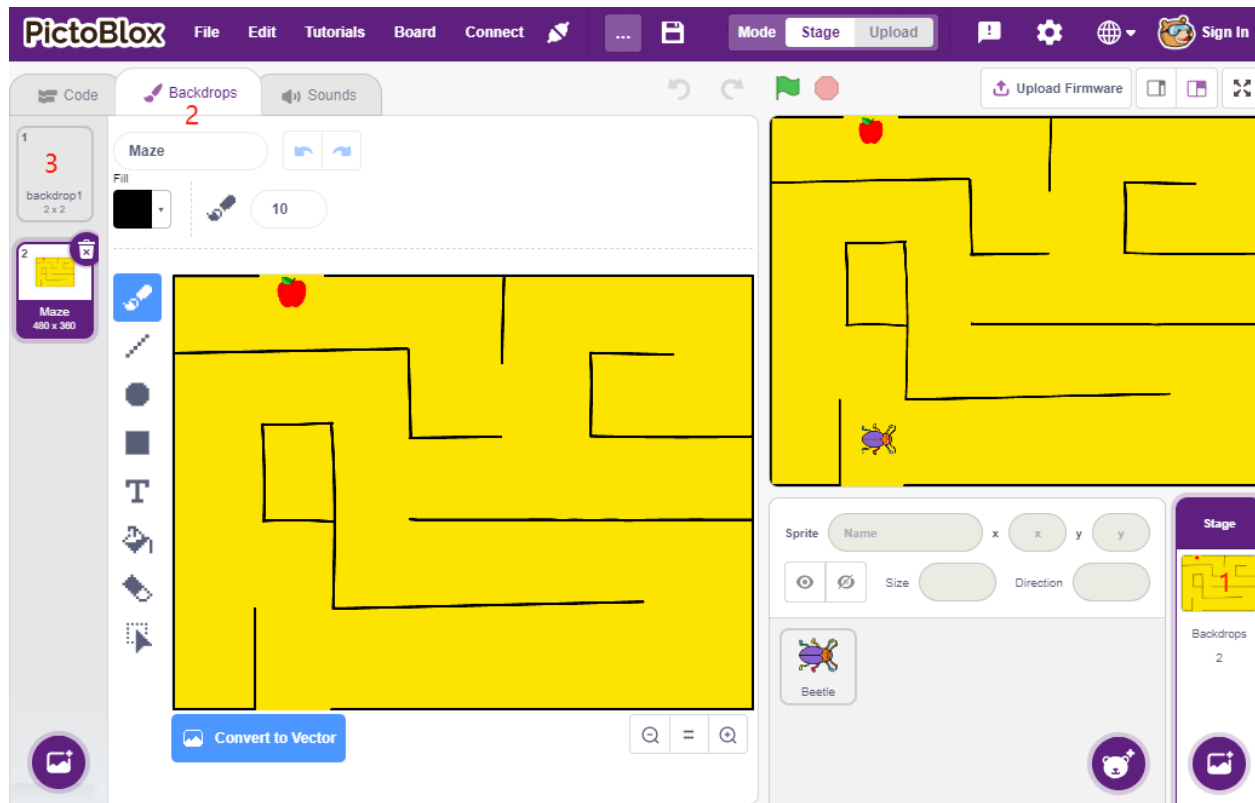 PictoBlox File Edit Tutorials Board Connect ... Mode Stage Upload Sign In
Code Backdrops Sounds Upload Firmware
2
1
3
backdrop1
2 x 2
Maze
Fill
10
2
Maze
480 x 360
T
Convert to Vector
=
Sprite Name x x y y
Size Direction
Beetle
Stage
1
Backdrops
2